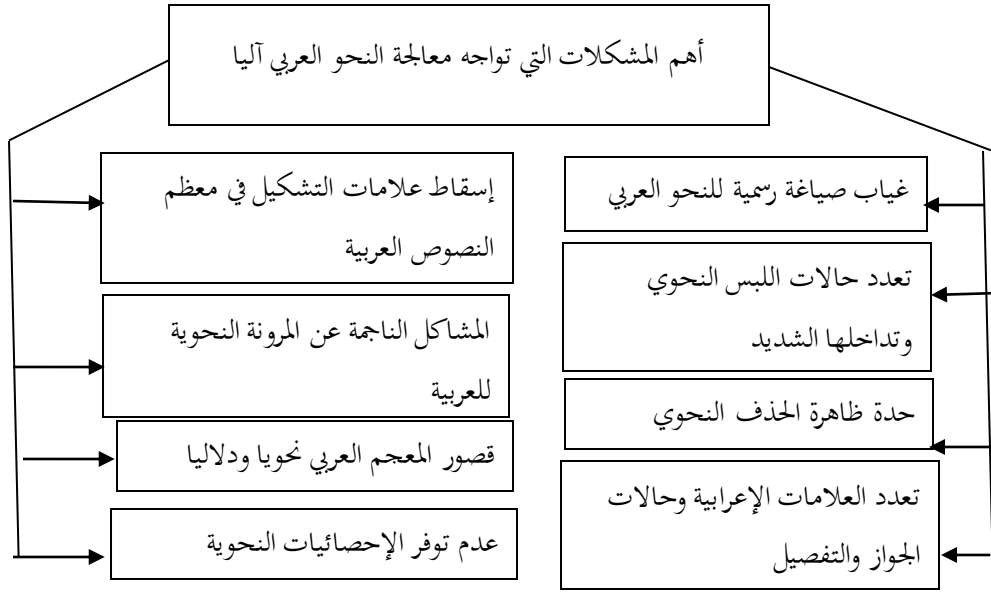 أهم المشكلات التي تواجه معالجة النحو العربي آليا
غياب صياغة رسمية للنحو العربي
تعدد حالات اللبس النحوي
وتداخلها الشديد
حدة ظاهرة الحذف النحوي
تعدد العلامات الإعرابية وحالات
الجواز والتفصيل
إسقاط علامات التشكيل في معظم
النصوص العربية
المشاكل الناجمة عن المرونة النحوية
للعربية
قصور المعجم العربي نحويا ودلاليا
عدم توفر الإحصائيات النحوية